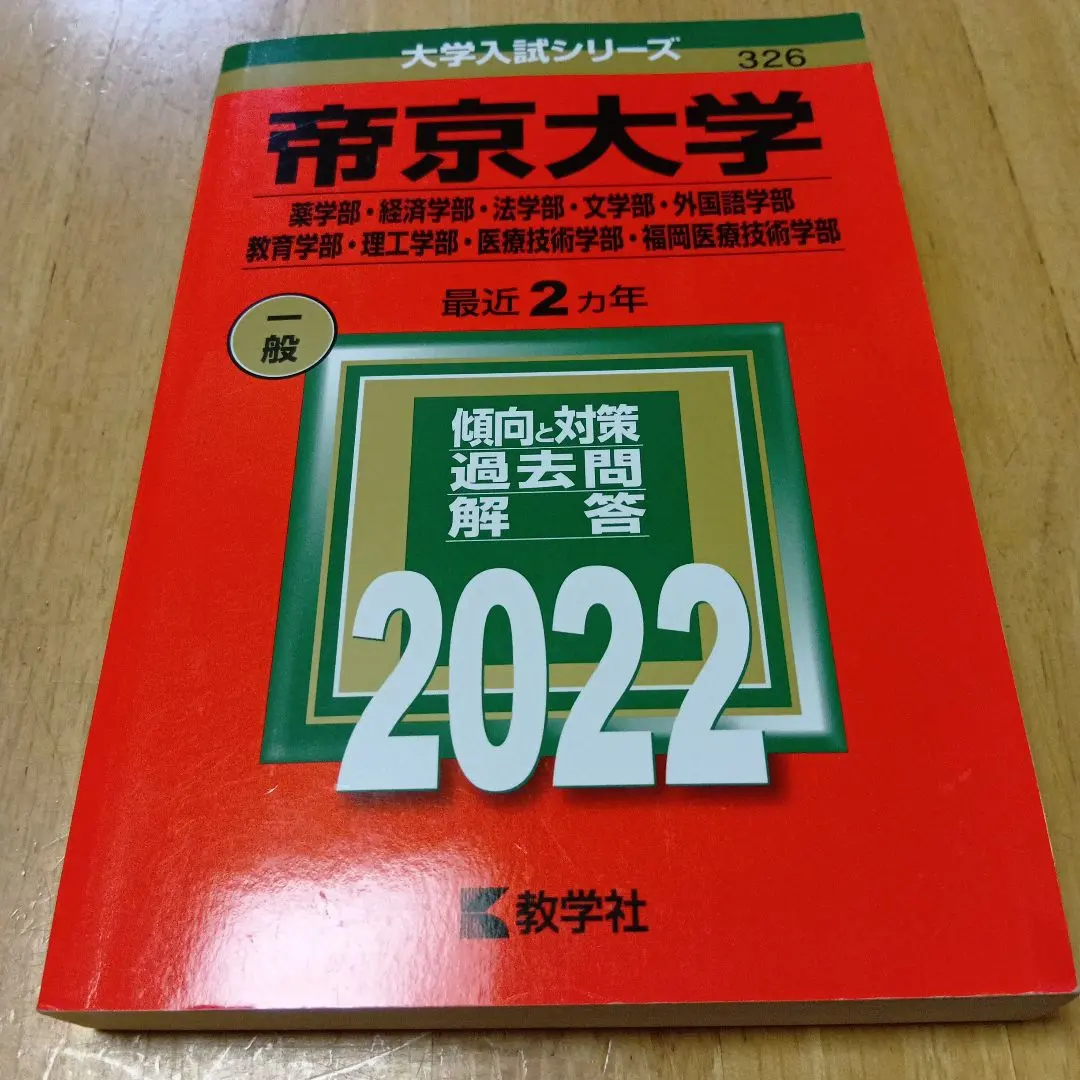 大学入試シリーズ 326
帝京大学
薬学部・経済学部・法学部・文学部・外国語学部
教育学部・理工学部・医療技術学部・福岡医療技術学部
最近2カ年
一般
傾向と対策
過去問
解答
2022
教学社